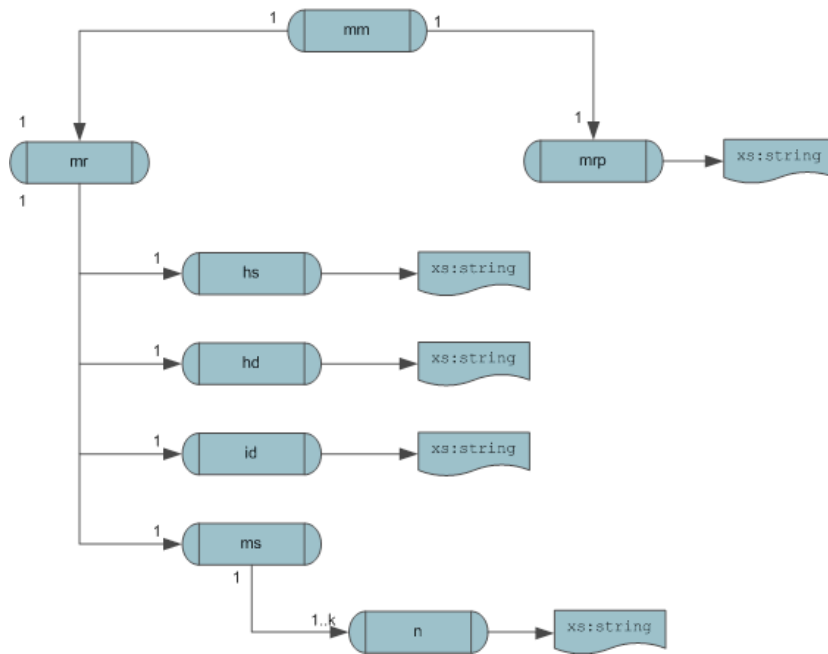 1 mm 1
1 1
mr mrp xs:string
1
1 hs xs:string
1 hd xs:string
1 id xs:string
1 ms
1
1..k n xs:string